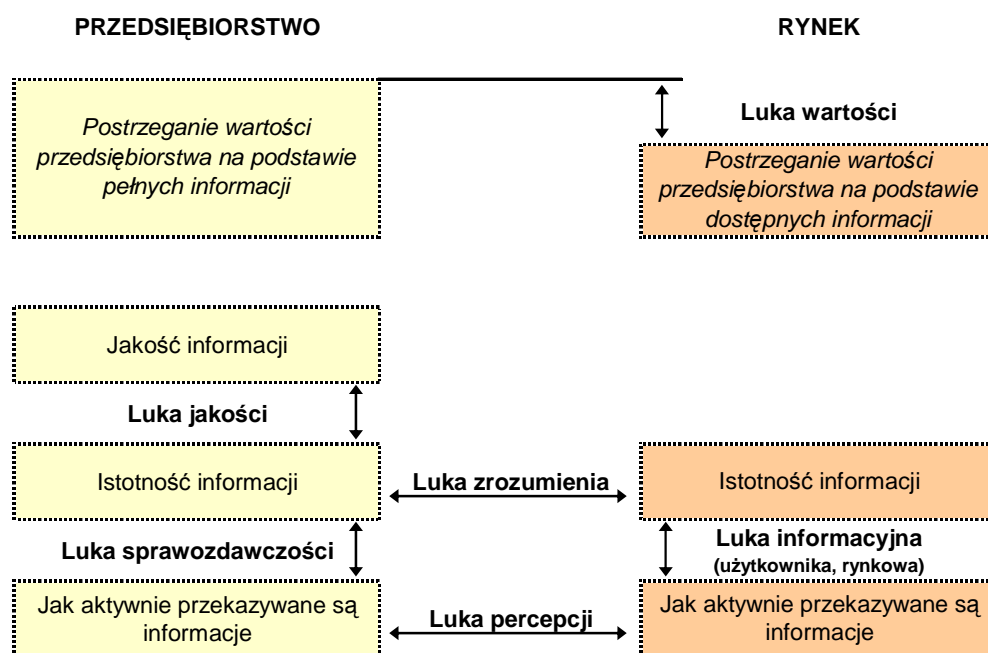 PRZEDSIĘBIORSTWO
RYNEK
Postrzeganie wartości
przedsiębiorstwa na podstawie
pełnych informacji
Luka wartości
Postrzeganie wartości
przedsiębiorstwa na podstawie
dostępnych informacji
Jakość informacji
Luka jakości
Istotność informacji
Luka zrozumienia
Istotność informacji
Luka sprawozdawczości
Luka informacyjna
(użytkownika, rynkowa)
Jak aktywnie przekazywane są
informacje
Luka percepcji
Jak aktywnie przekazywane są
informacje